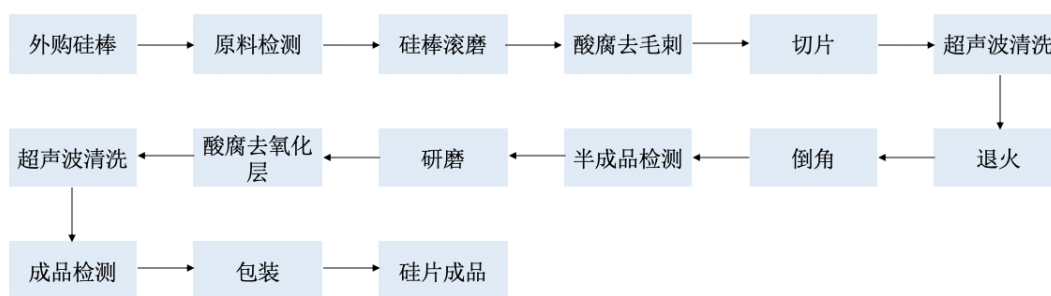 外购硅棒
原料检测
硅棒滚磨
酸腐去毛刺
切片
超声波清洗
超声波清洗
酸腐去氧化
层
研磨
半成品检测
倒角
退火
成品检测
包装
硅片成品